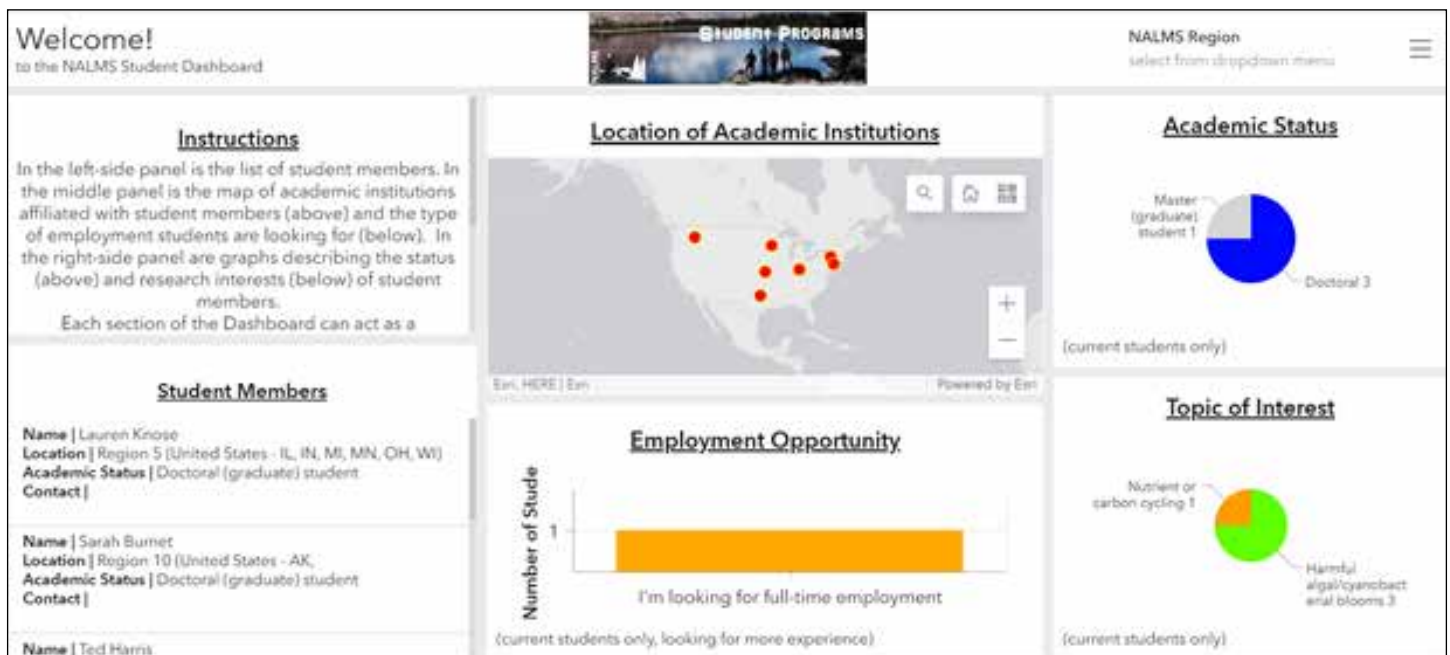 Welcome!
to the NALMS Student Dashboard
STUDENT PROGRAMS
NALMS Region
select from dropdown menu
Instructions
In the left-side panel is the list of student members. In
the middle panel is the map of academic institutions
affiliated with student members (above) and the type
of employment students are looking for (below). In
the right-side panel are graphs describing the status
(above) and research interests (below) of student
members.
Each section of the Dashboard can act as a
Student Members
Name | Lauren Knose
Location | Region 5 (United States - IL, IN, MI, MN, OH, WI)
Academic Status | Doctoral (graduate) student
Contact |
Name | Sarah Burnet
Location | Region 10 (United States - AK,
Academic Status | Doctoral (graduate) student
Contact |
Name | Ted Harris
Location of Academic Institutions
+
−
Esri, HERE | Esri
Powered by Esri
Employment Opportunity
Number of Stude
1
I'm looking for full-time employment
(current students only, looking for more experience)
Academic Status
Master
(graduate)
student 1
Doctoral 3
(current students only)
Topic of Interest
Nutrient or
carbon cycling 1
Harmful
algal/cyanobact
erial blooms 3
(current students only)